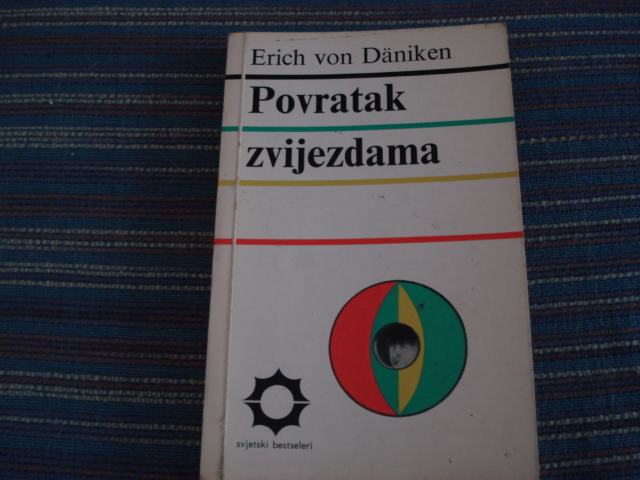 Erich von Däniken
Povratak
zvijezdama
svjetski bestseleri